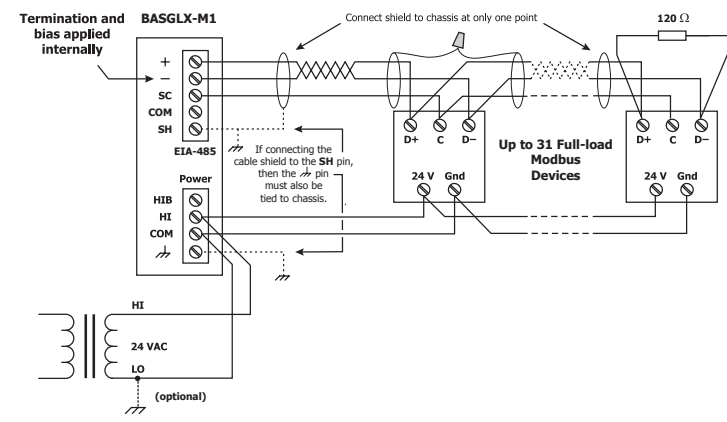 Termination and
bias applied
internally
BASGLX-M1
Connect shield to chassis at only one point
120 Ω
+
−
SC
COM
SH
EIA-485
If connecting the
cable shield to the SH pin,
then the pin
must also be
tied to chassis.
D+ C D−
Up to 31 Full-load
Modbus
Devices
D+ C D−
24 V Gnd
24 V Gnd
Power
HIB
HI
COM
HI
24 VAC
LO
(optional)